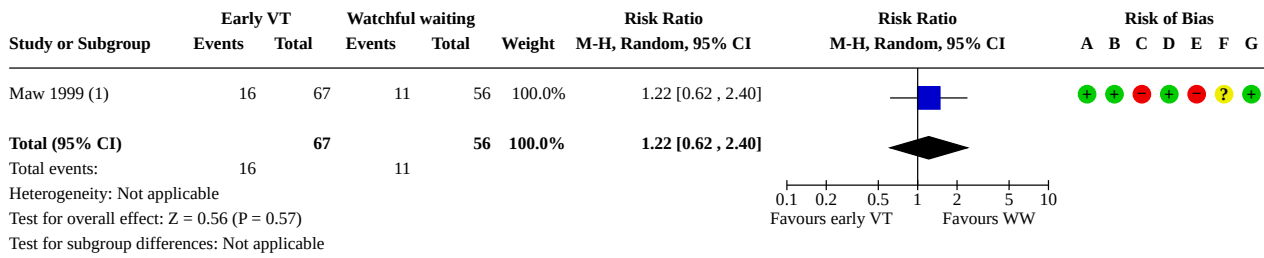 Early VT Watchful waiting Risk Ratio Risk Ratio Risk of Bias
Study or Subgroup Events Total Events Total Weight M-H, Random, 95% CI M-H, Random, 95% CI A B C D E F G
Maw 1999 (1) 16 67 11 56 100.0% 1.22 [0.62 , 2.40] + + − + − ? +
Total (95% CI) 67 56 100.0% 1.22 [0.62 , 2.40]
Total events: 16 11
Heterogeneity: Not applicable
0.1 0.2 0.5 1 2 5 10
Test for overall effect: Z = 0.56 (P = 0.57) Favours early VT Favours WW
Test for subgroup differences: Not applicable